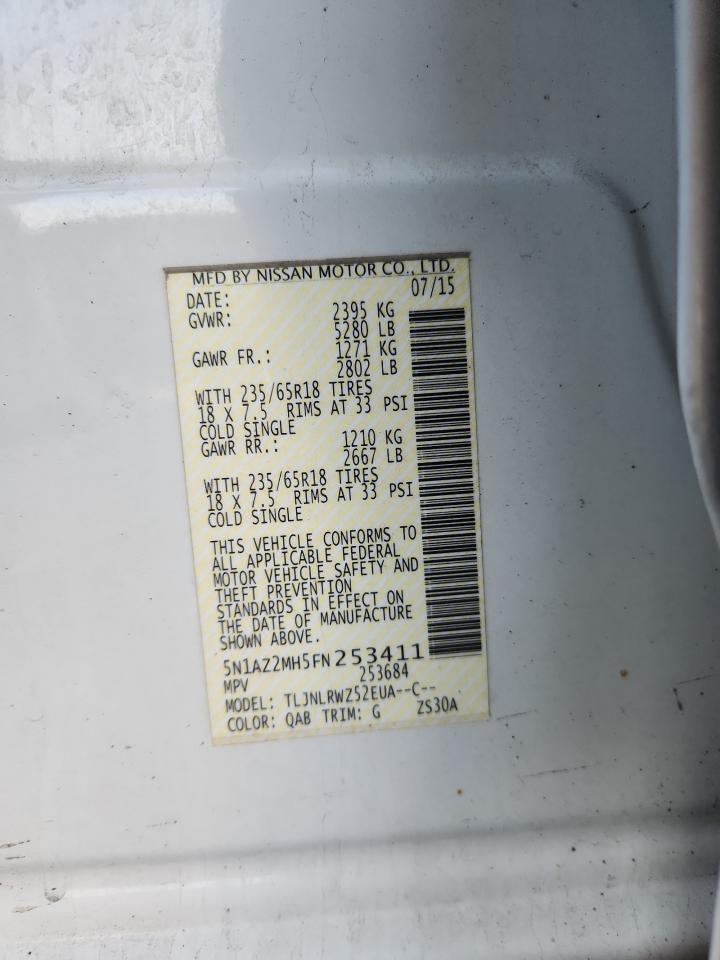 MFD BY NISSAN MOTOR CO., LTD.
DATE: 07/15
GVWR: 2395 KG
5280 LB
GAWR FR.: 1271 KG
2802 LB
WITH 235/65R18 TIRES
18 X 7.5 RIMS AT 33 PSI
COLD SINGLE
GAWR RR.: 1210 KG
2667 LB
WITH 235/65R18 TIRES
18 X 7.5 RIMS AT 33 PSI
COLD SINGLE
THIS VEHICLE CONFORMS TO
ALL APPLICABLE FEDERAL
MOTOR VEHICLE SAFETY AND
THEFT PREVENTION
STANDARDS IN EFFECT ON
THE DATE OF MANUFACTURE
SHOWN ABOVE.
5N1AZ2MH5FN253411
253684
MPV
MODEL: TLJNLRWZ52EUA--C--
COLOR: QAB TRIM: G ZS30A